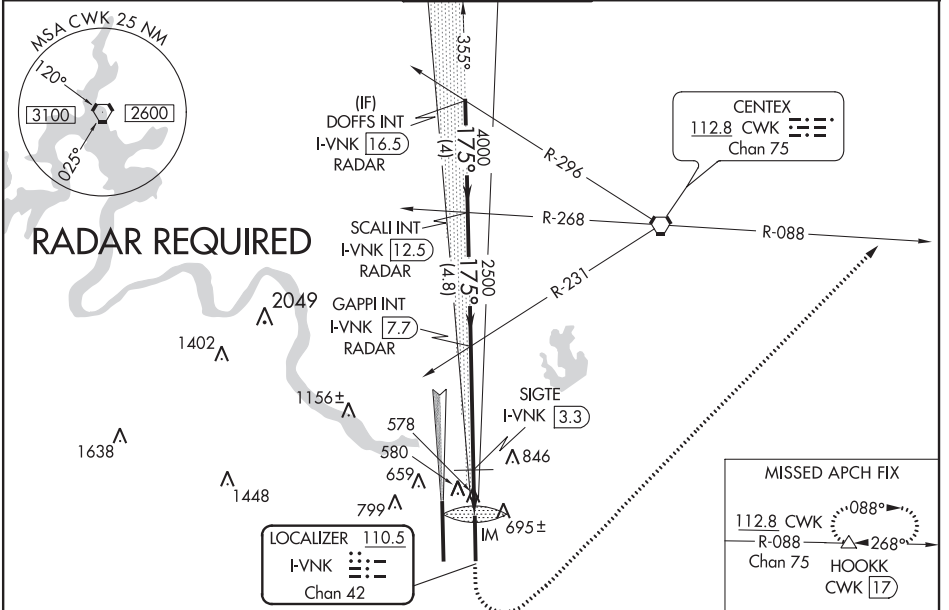 MSA CWK 25 NM
120°
3100
2600
025°
RADAR REQUIRED
355°
(IF)
DOFFS INT
I-VNK 16.5
RADAR
4000
175°
(4)
R-296
CENTEX
112.8 CWK
Chan 75
SCALI INT
I-VNK 12.5
RADAR
R-268
R-088
2500
175°
(4.8)
R-231
GAPPI INT
I-VNK 7.7
RADAR
2049
1402
1156±
1638
1448
SIGTE
I-VNK 3.3
578
580
659
799
846
695±
IM
LOCALIZER 110.5
I-VNK
Chan 42
MISSED APCH FIX
112.8 CWK
R-088
Chan 75
088°
268°
HOOKK
CWK 17